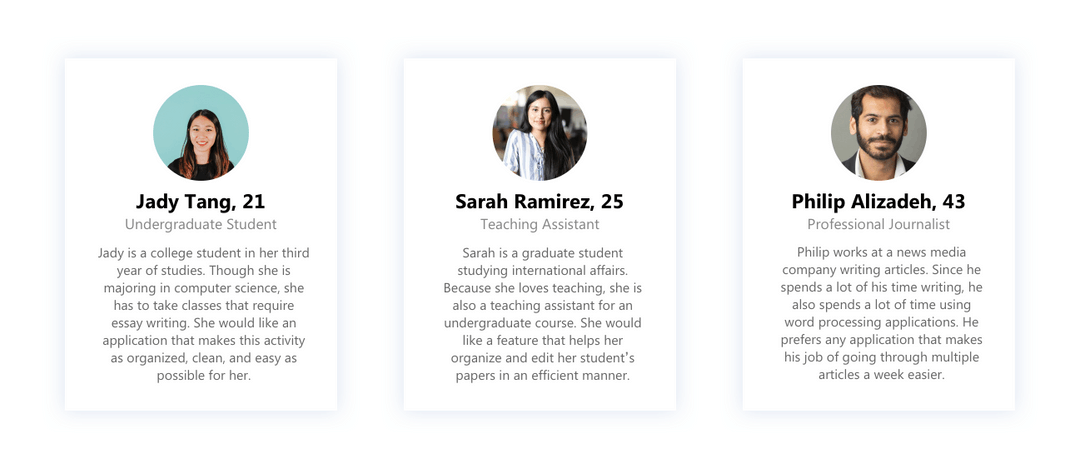 Jady Tang, 21
Undergraduate Student
Jady is a college student in her third
year of studies. Though she is
majoring in computer science, she
has to take classes that require
essay writing. She would like an
application that makes this activity
as organized, clean, and easy as
possible for her.
Sarah Ramirez, 25
Teaching Assistant
Sarah is a graduate student
studying international affairs.
Because she loves teaching, she is
also a teaching assistant for an
undergraduate course. She would
like a feature that helps her
organize and edit her student’s
papers in an efficient manner.
Philip Alizadeh, 43
Professional Journalist
Philip works at a news media
company writing articles. Since he
spends a lot of his time writing, he
also spends a lot of time using
word processing applications. He
prefers any application that makes
his job of going through multiple
articles a week easier.